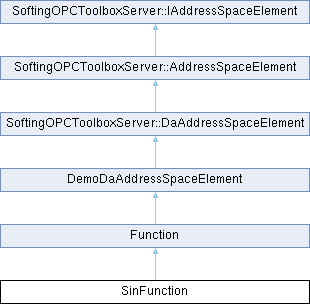 SoftingOPCToolboxServer::IAddressSpaceElement
SoftingOPCToolboxServer::AddressSpaceElement
SoftingOPCToolboxServer::DaAddressSpaceElement
DemoDaAddressSpaceElement
Function
SinFunction